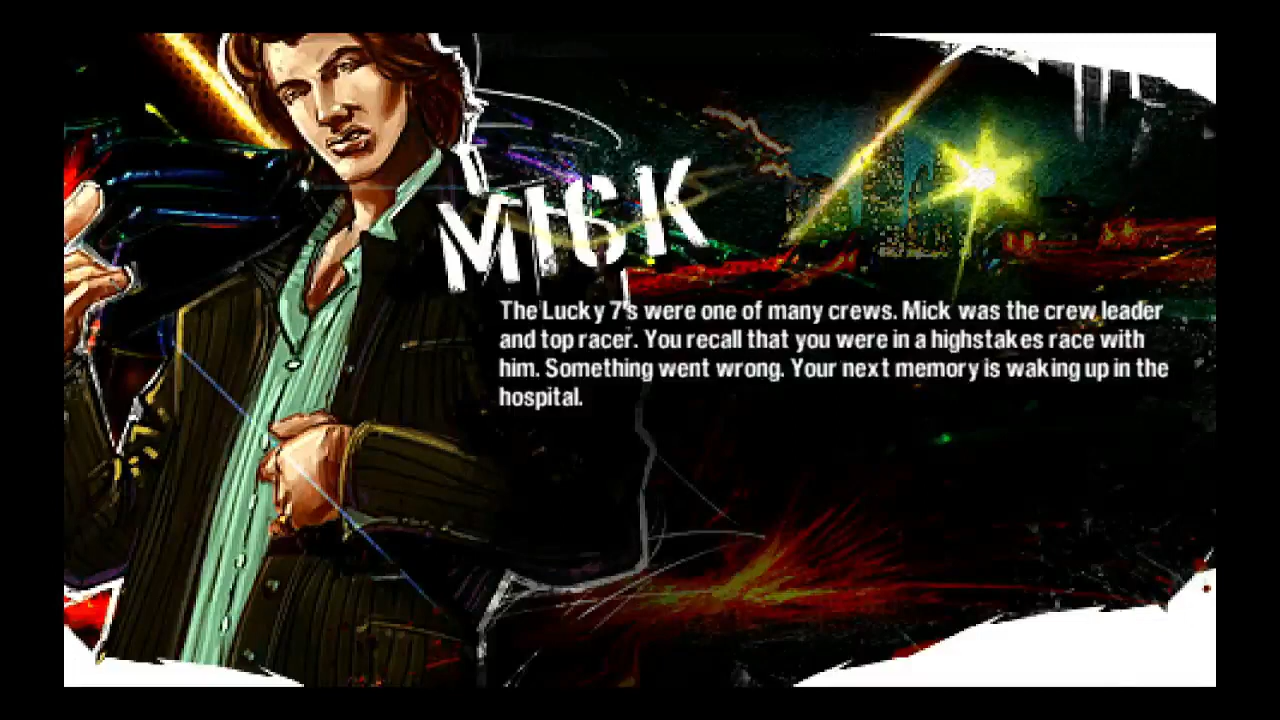 MICK
The Lucky 7's were one of many crews. Mick was the crew leader
and top racer. You recall that you were in a highstakes race with
him. Something went wrong. Your next memory is waking up in the
hospital.